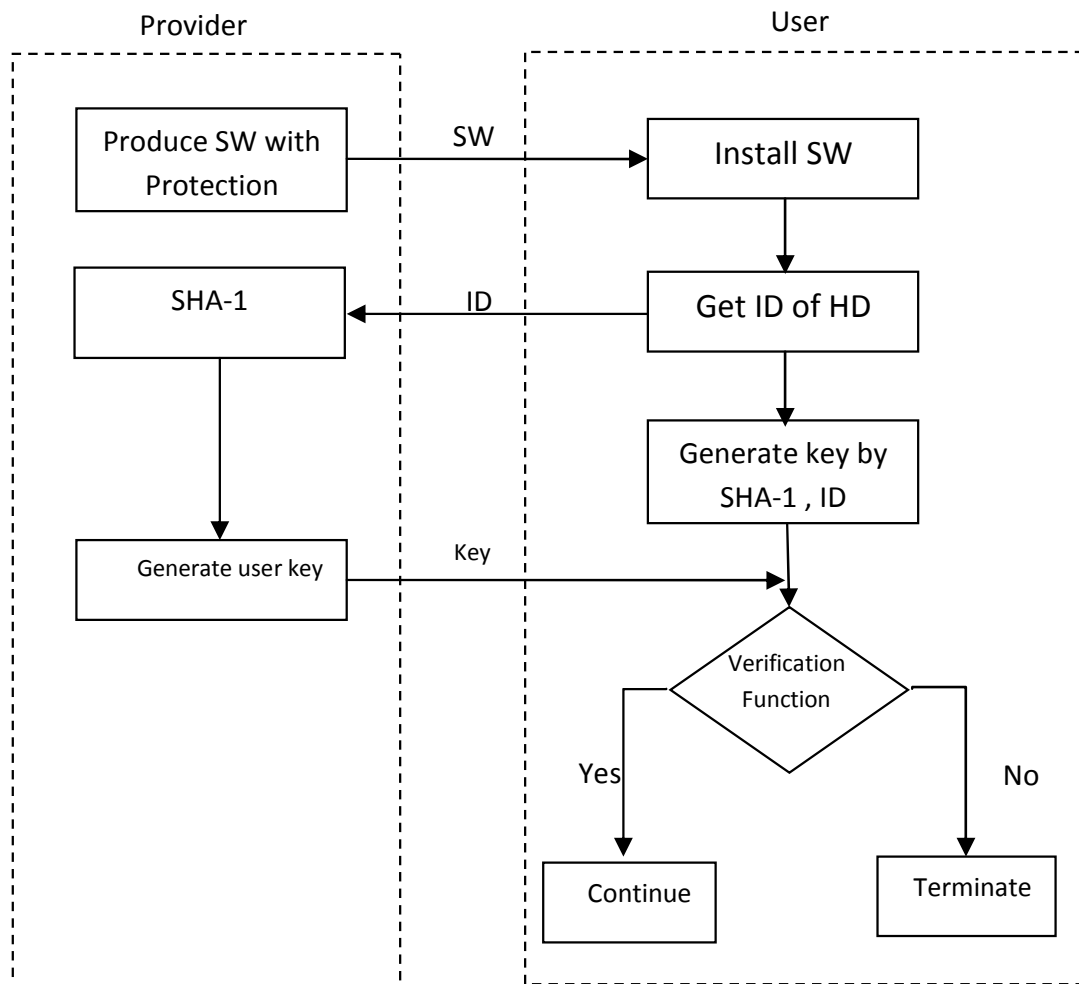 Provider
User
Produce SW with
Protection
SW
Install SW
SHA-1
ID
Get ID of HD
Generate key by
SHA-1 , ID
Generate user key
Key
Verification
Function
Yes
No
Continue
Terminate